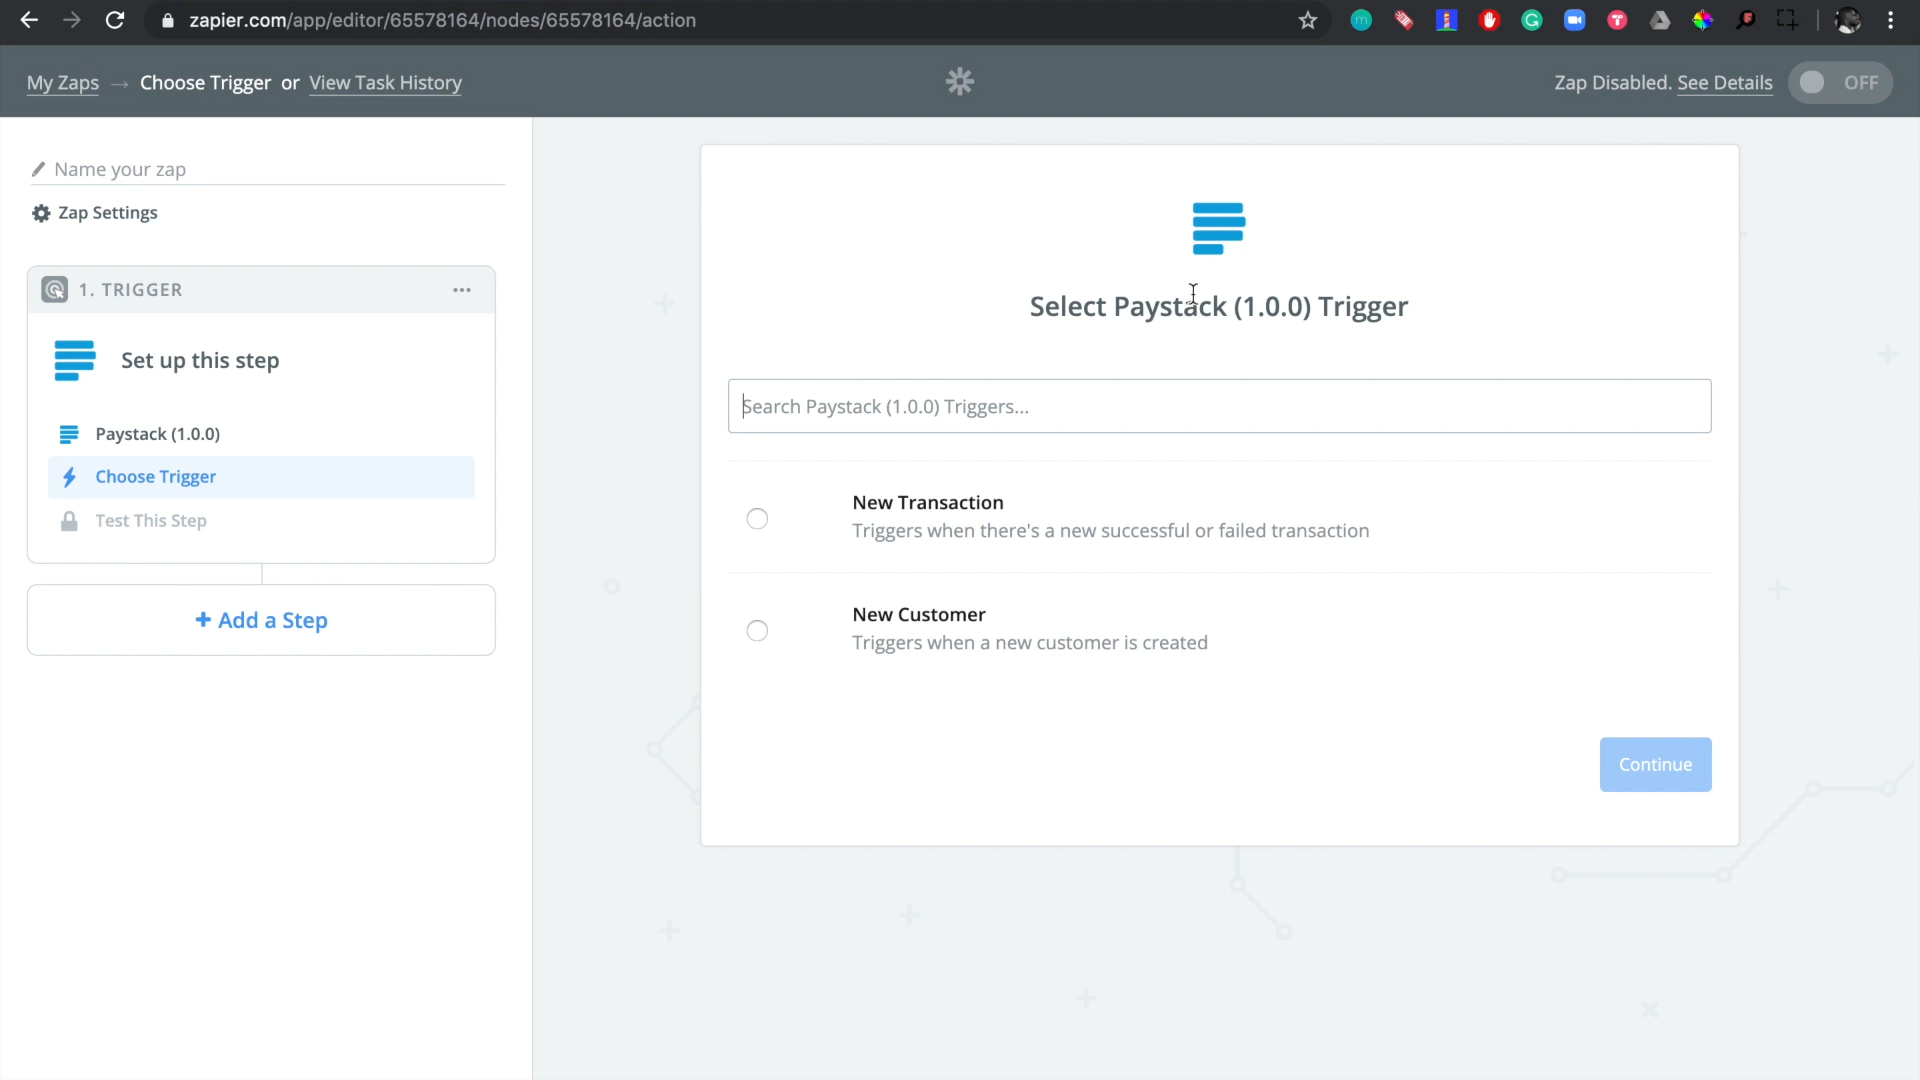 zapier.com/app/editor/65578164/nodes/65578164/action
My Zaps → Choose Trigger or View Task History
Zap Disabled. See Details OFF
Name your zap
Zap Settings
1. TRIGGER
Set up this step
Paystack (1.0.0)
Choose Trigger
Test This Step
+ Add a Step
Select Paystack (1.0.0) Trigger
Search Paystack (1.0.0) Triggers...
New Transaction
Triggers when there's a new successful or failed transaction
New Customer
Triggers when a new customer is created
Continue